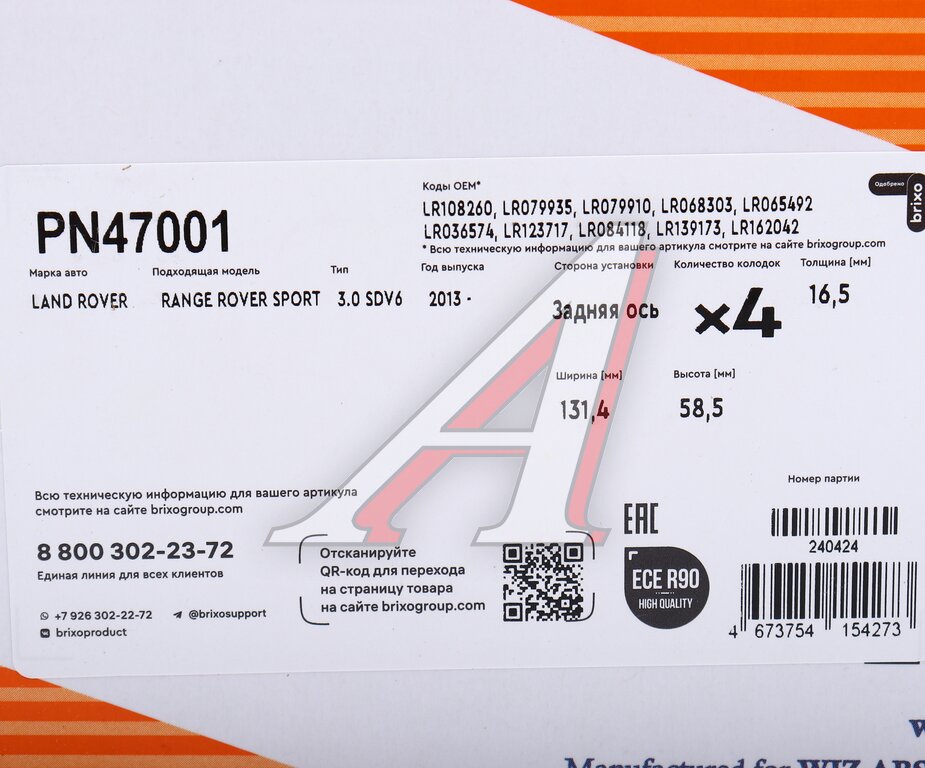 Одобрено
brixo
Коды OEM*
LR108260, LR079935, LR079910, LR068303, LR065492
LR036574, LR123717, LR084118, LR139173, LR162042
* Всю техническую информацию для вашего артикула смотрите на сайте brixogroup.com
PN47001
Марка авто Подходящая модель Тип Год выпуска Сторона установки Количество колодок Толщина [мм]
LAND ROVER RANGE ROVER SPORT 3.0 SDV6 2013 - Задняя ось ×4 16,5
Ширина [мм] Высота [мм]
131,4 58,5
Всю техническую информацию для вашего артикула
смотрите на сайте brixogroup.com
8 800 302-23-72
Единая линия для всех клиентов
+7 926 302-22-72 @brixosupport
brixoproduct
Отсканируйте
QR-код для перехода
на страницу товара
на сайте brixogroup.com
EAC
ECE R90
HIGH QUALITY
Номер партии
240424
4 673754 154273
Manufactured for WIZ